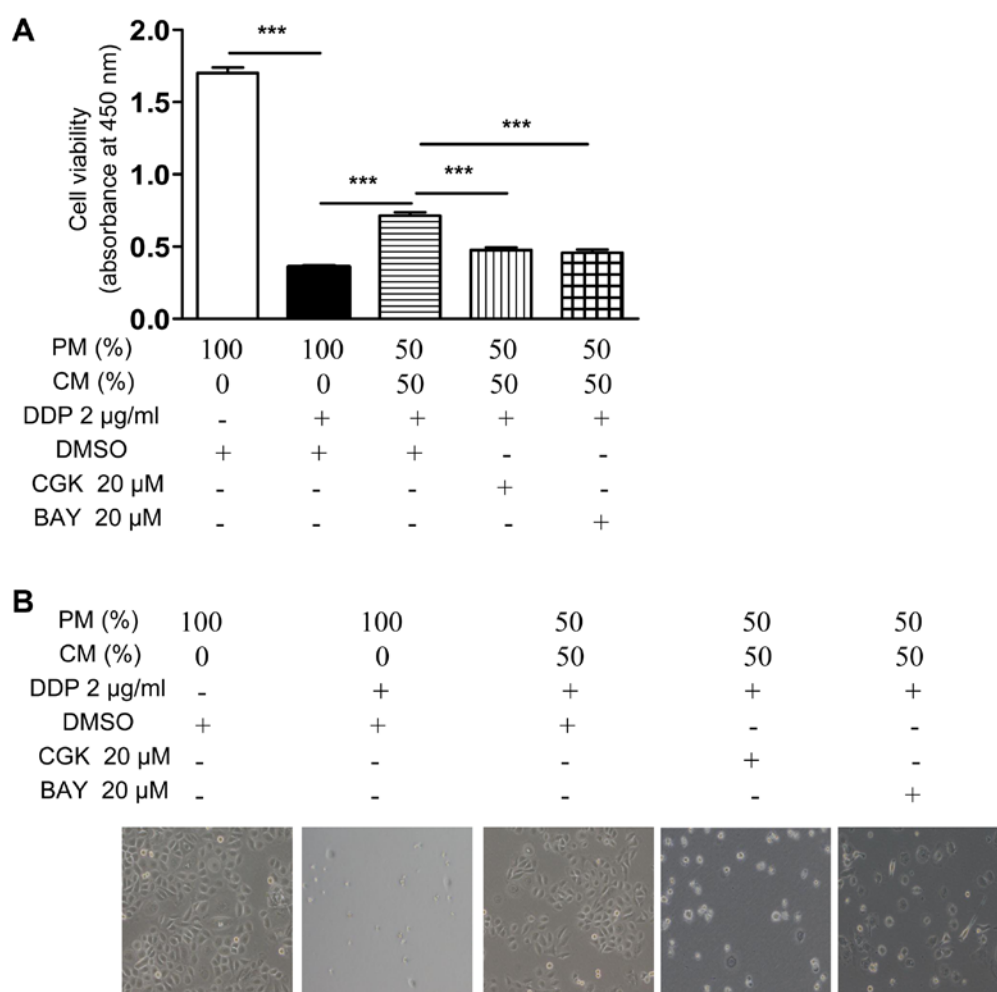 A
Cell viability
(absorbance at 450 nm)
2.0
1.5
1.0
0.5
0.0
***
***
***
***
PM (%) 100 100 50 50 50
CM (%) 0 0 50 50 50
DDP 2 µg/ml - + + + +
DMSO + + + - -
CGK 20 µM - - - + -
BAY 20 µM - - - - +
B
PM (%) 100 100 50 50 50
CM (%) 0 0 50 50 50
DDP 2 µg/ml - + + + +
DMSO + + + - -
CGK 20 µM - - - + -
BAY 20 µM - - - - +